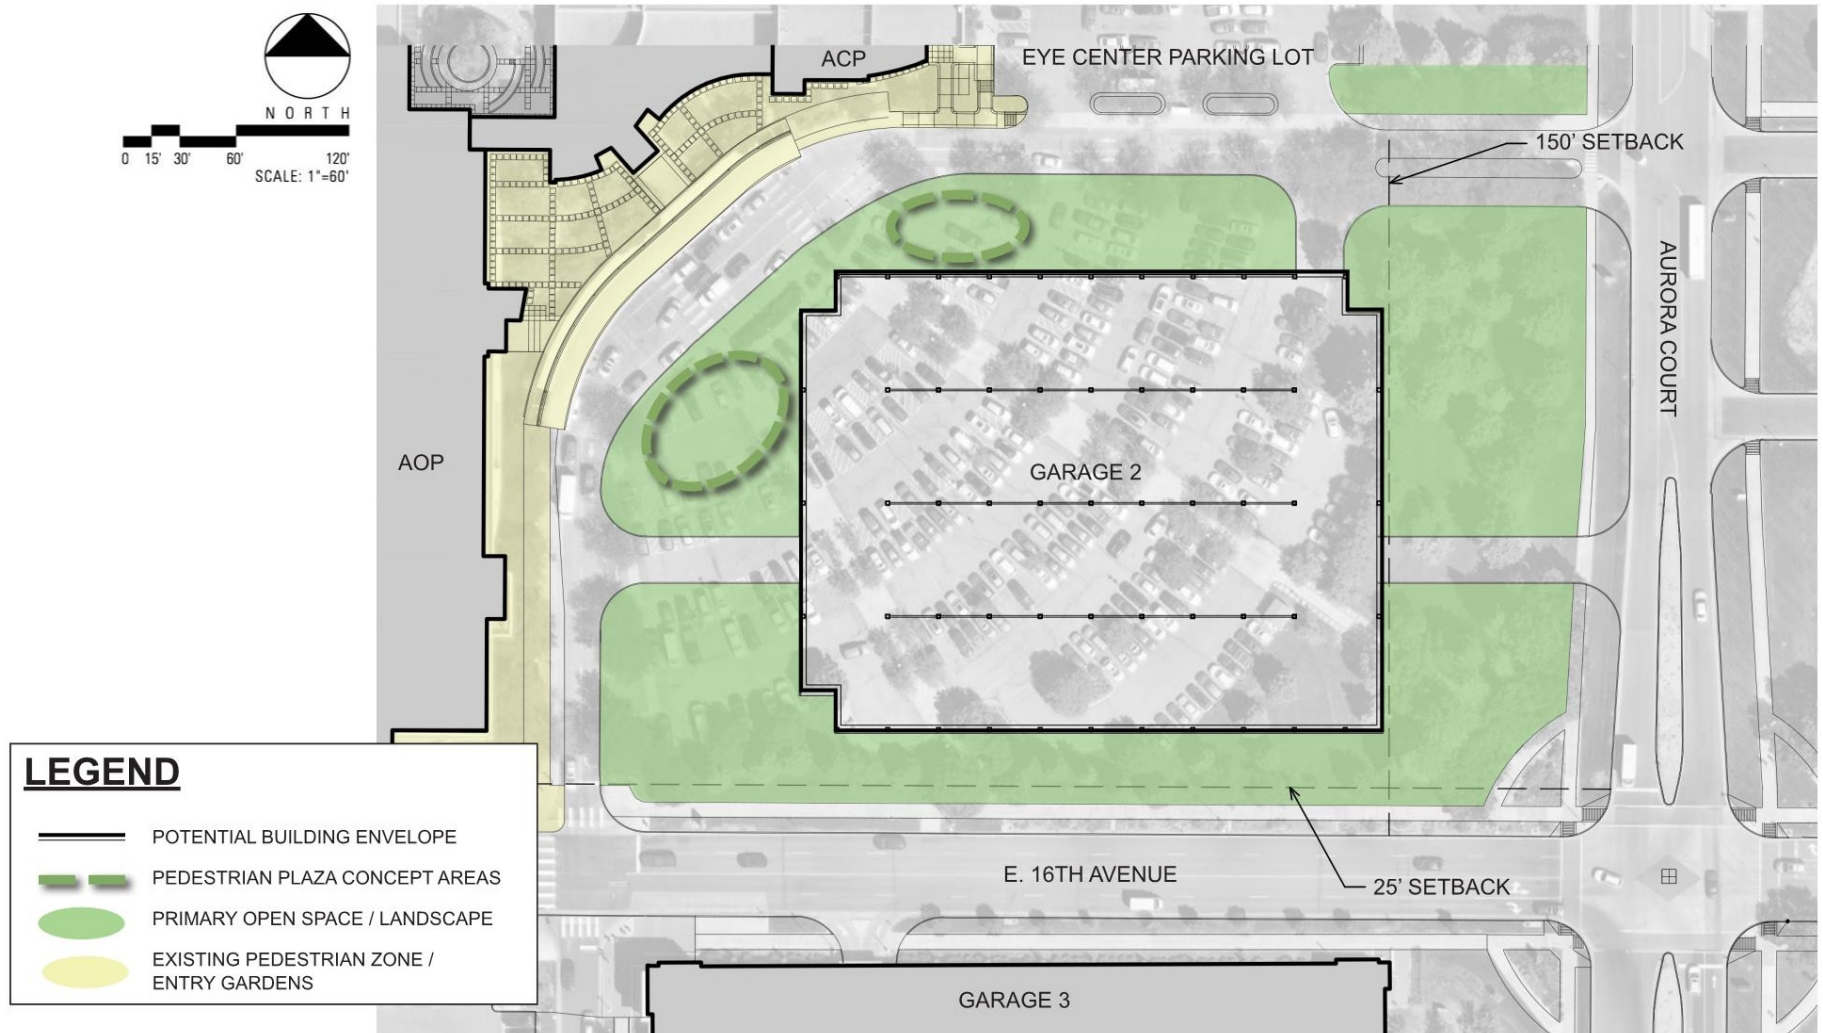 ACP
EYE CENTER PARKING LOT
NORTH
0 15' 30' 60' 120'
SCALE: 1"=60'
150' SETBACK
AURORA COURT
AOP
GARAGE 2
LEGEND
POTENTIAL BUILDING ENVELOPE
PEDESTRIAN PLAZA CONCEPT AREAS
PRIMARY OPEN SPACE / LANDSCAPE
EXISTING PEDESTRIAN ZONE /
ENTRY GARDENS
E. 16TH AVENUE
25' SETBACK
GARAGE 3